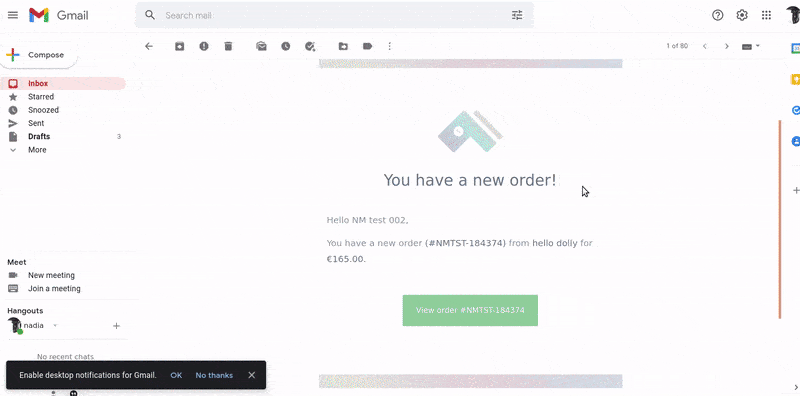 Gmail
Search mail
Compose
1 of 80
Inbox
Starred
Snoozed
Sent
Drafts 3
More
You have a new order!
Hello NM test 002,
You have a new order (#NMTST-184374) from hello dolly for
€165.00.
View order #NMTST-184374
Meet
New meeting
Join a meeting
Hangouts
nadia
No recent chats
Enable desktop notifications for Gmail. OK No thanks